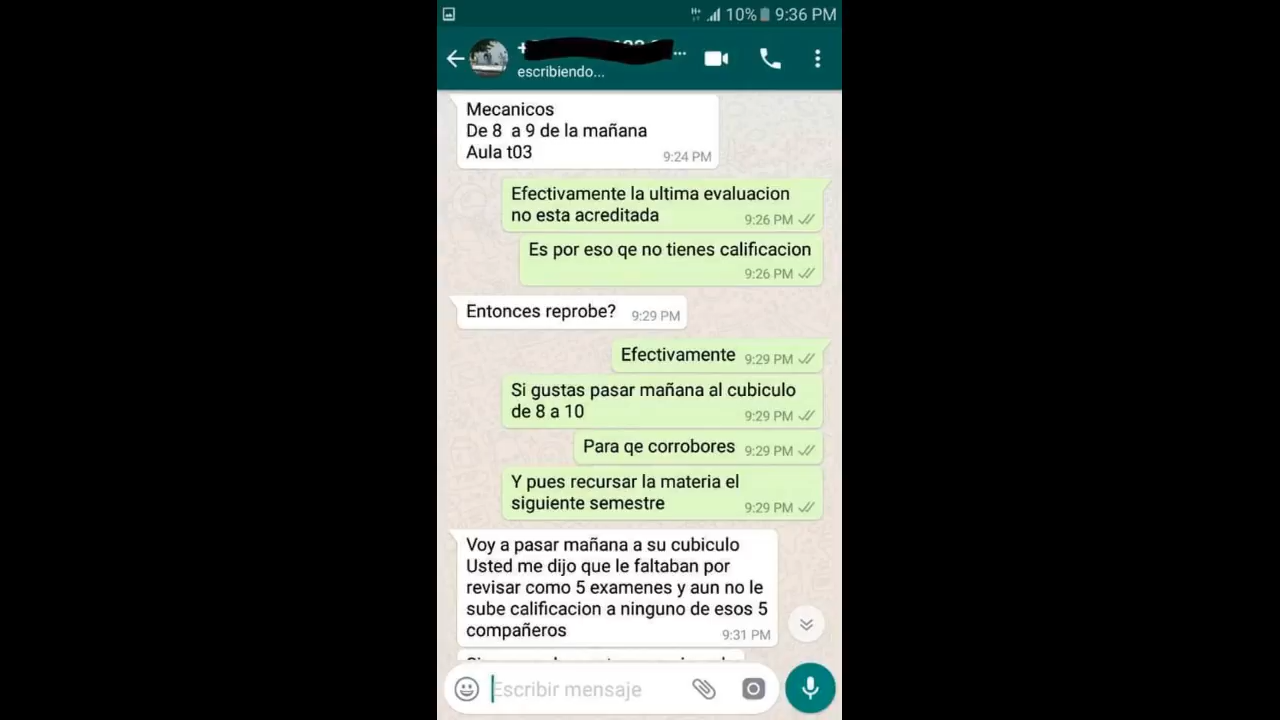 10% 9:36 PM
escribiendo...
Mecanicos
De 8 a 9 de la mañana
Aula t03
9:24 PM
Efectivamente la ultima evaluacion
no esta acreditada
9:26 PM
Es por eso qe no tienes calificacion
9:26 PM
Entonces reprobe? 9:29 PM
Efectivamente 9:29 PM
Si gustas pasar mañana al cubiculo
de 8 a 10
9:29 PM
Para qe corrobores 9:29 PM
Y pues recursar la materia el
siguiente semestre
9:29 PM
Voy a pasar mañana a su cubiculo
Usted me dijo que le faltaban por
revisar como 5 examenes y aun no le
sube calificacion a ninguno de esos 5
compañeros
9:31 PM
Escribir mensaje